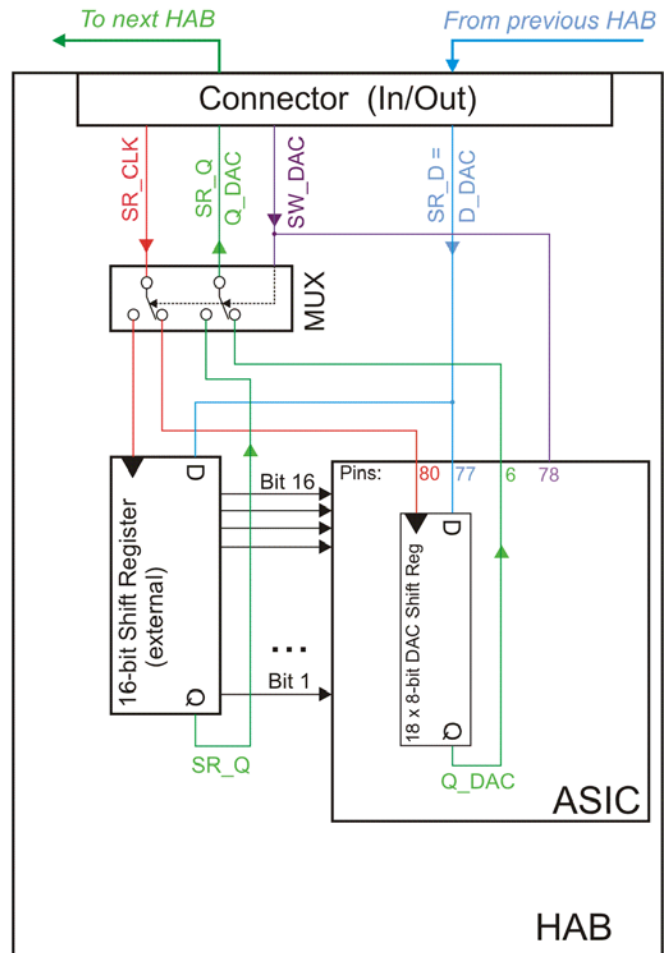 To next HAB
From previous HAB
Connector (In/Out)
SR_CLK
SR_Q
Q_DAC
SW_DAC
SR_D =
D_DAC
MUX
Pins:
80
77
6
78
D
Bit 16
16-bit Shift Register
(external)
D
18 x 8-bit DAC Shift Reg
...
Bit 1
Q
Q
SR_Q
Q_DAC
ASIC
HAB